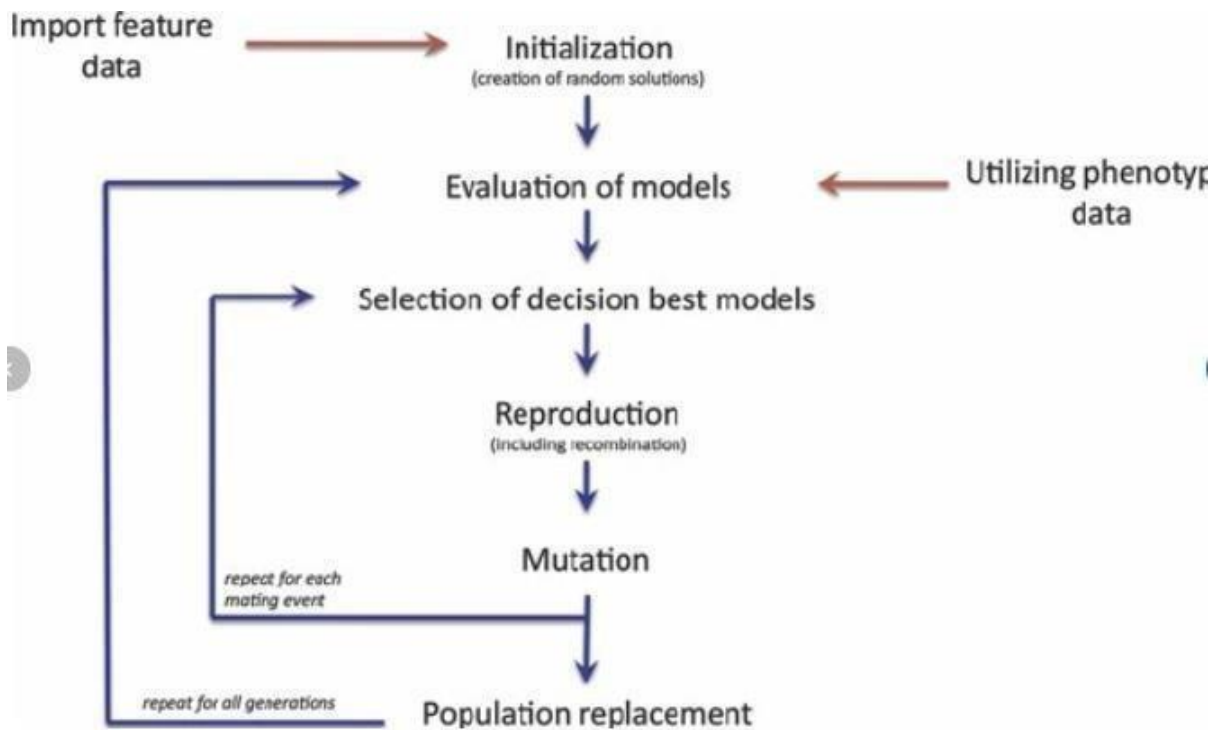 Import feature
data
Initialization
(creation of random solutions)
Evaluation of models
Utilizing phenotyp
data
Selection of decision best models
Reproduction
(including recombination)
Mutation
repeat for each
mating event
repeat for all generations
Population replacement